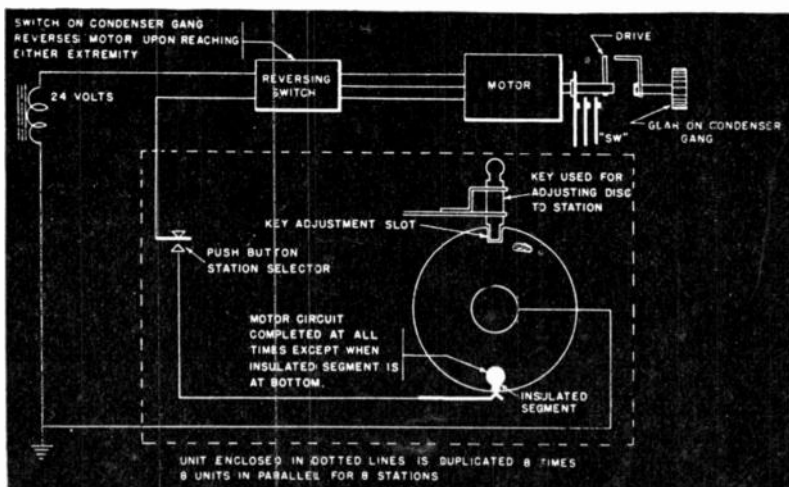 SWITCH ON CONDENSER GANG
REVERSES MOTOR UPON REACHING
EITHER EXTREMITY
DRIVE
REVERSING
SWITCH
MOTOR
24 VOLTS
"SW"
GEAR ON CONDENSER
GANG
KEY USED FOR
ADJUSTING DISC
TO STATION
KEY ADJUSTMENT SLOT
PUSH BUTTON
STATION SELECTOR
MOTOR CIRCUIT
COMPLETED AT ALL
TIMES EXCEPT WHEN
INSULATED SEGMENT IS
AT BOTTOM.
INSULATED
SEGMENT
UNIT ENCLOSED IN DOTTED LINES IS DUPLICATED 8 TIMES
8 UNITS IN PARALLEL FOR 8 STATIONS